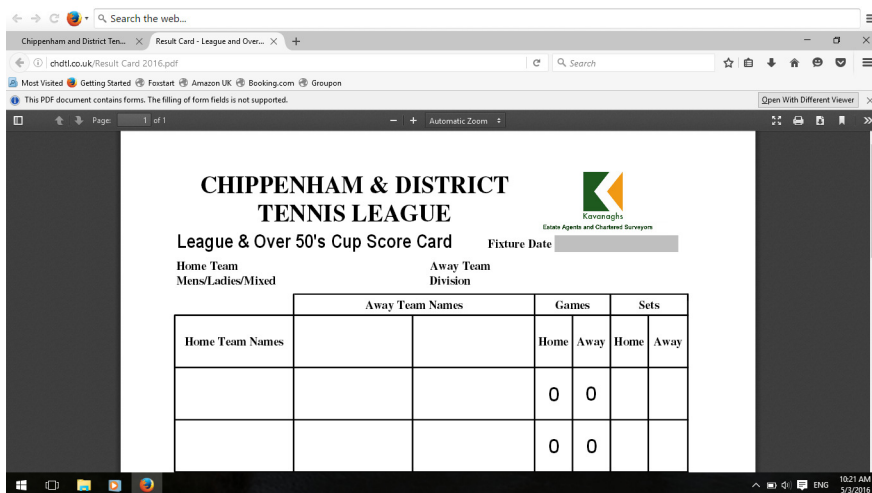 Search the web...
Chippenham and District Ten...
Result Card - League and Over...
chdtl.co.uk/Result Card 2016.pdf
Search
Most Visited Getting Started Foxstart Amazon UK Booking.com Groupon
This PDF document contains forms. The filling of form fields is not supported.
Open With Different Viewer
Page: 1 of 1
Automatic Zoom
CHIPPENHAM & DISTRICT
TENNIS LEAGUE
Kavanaghs
Estate Agents and Chartered Surveyors
League & Over 50's Cup Score Card
Fixture Date
Home Team Away Team
Mens/Ladies/Mixed Division
Away Team Names Games Sets
Home Team Names Home Away Home Away
0 0
0 0
ENG
10:21 AM
5/3/2016